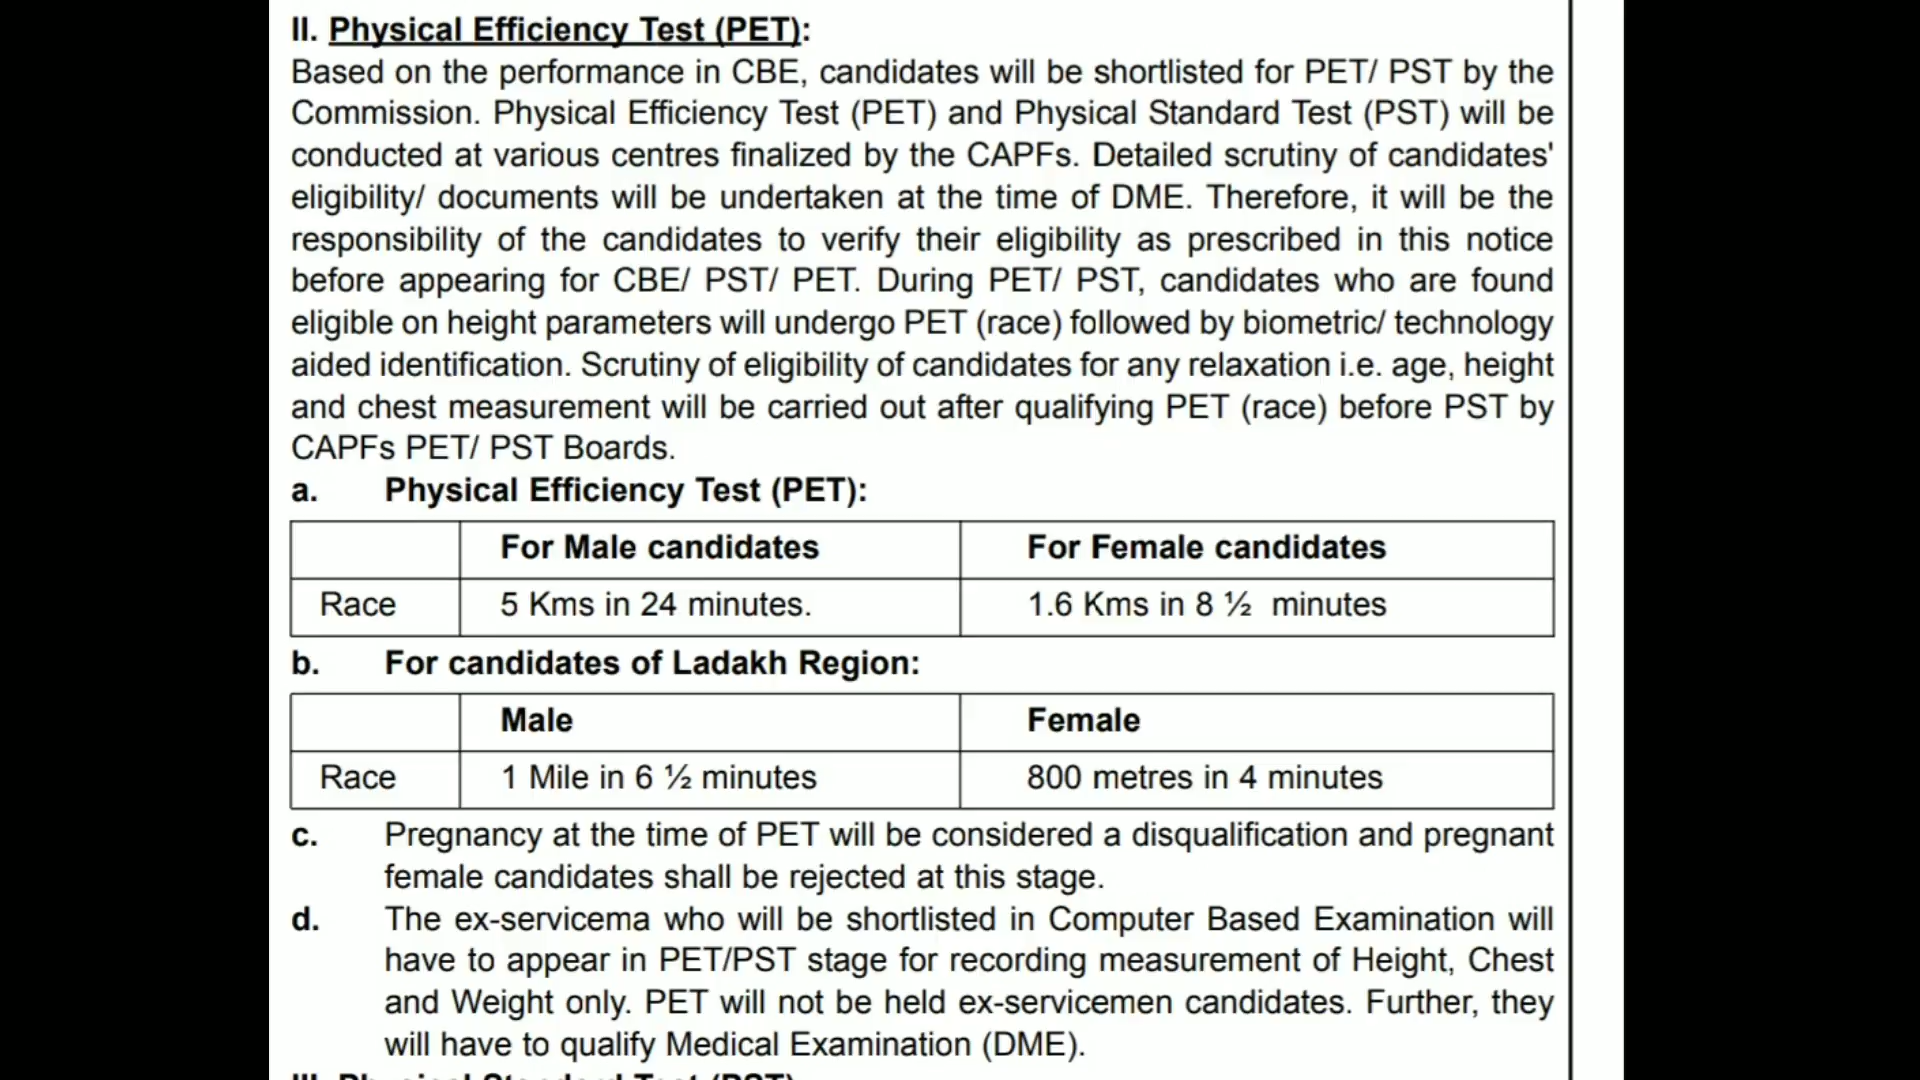 II. Physical Efficiency Test (PET):
Based on the performance in CBE, candidates will be shortlisted for PET/ PST by the
Commission. Physical Efficiency Test (PET) and Physical Standard Test (PST) will be
conducted at various centres finalized by the CAPFs. Detailed scrutiny of candidates'
eligibility/ documents will be undertaken at the time of DME. Therefore, it will be the
responsibility of the candidates to verify their eligibility as prescribed in this notice
before appearing for CBE/ PST/ PET. During PET/ PST, candidates who are found
eligible on height parameters will undergo PET (race) followed by biometric/ technology
aided identification. Scrutiny of eligibility of candidates for any relaxation i.e. age, height
and chest measurement will be carried out after qualifying PET (race) before PST by
CAPFs PET/ PST Boards.
a. Physical Efficiency Test (PET):
For Male candidates For Female candidates
Race 5 Kms in 24 minutes. 1.6 Kms in 8 ½ minutes
b. For candidates of Ladakh Region:
Male Female
Race 1 Mile in 6 ½ minutes 800 metres in 4 minutes
c. Pregnancy at the time of PET will be considered a disqualification and pregnant
female candidates shall be rejected at this stage.
d. The ex-servicema who will be shortlisted in Computer Based Examination will
have to appear in PET/PST stage for recording measurement of Height, Chest
and Weight only. PET will not be held ex-servicemen candidates. Further, they
will have to qualify Medical Examination (DME).
III. Physical Standard Test (PST)